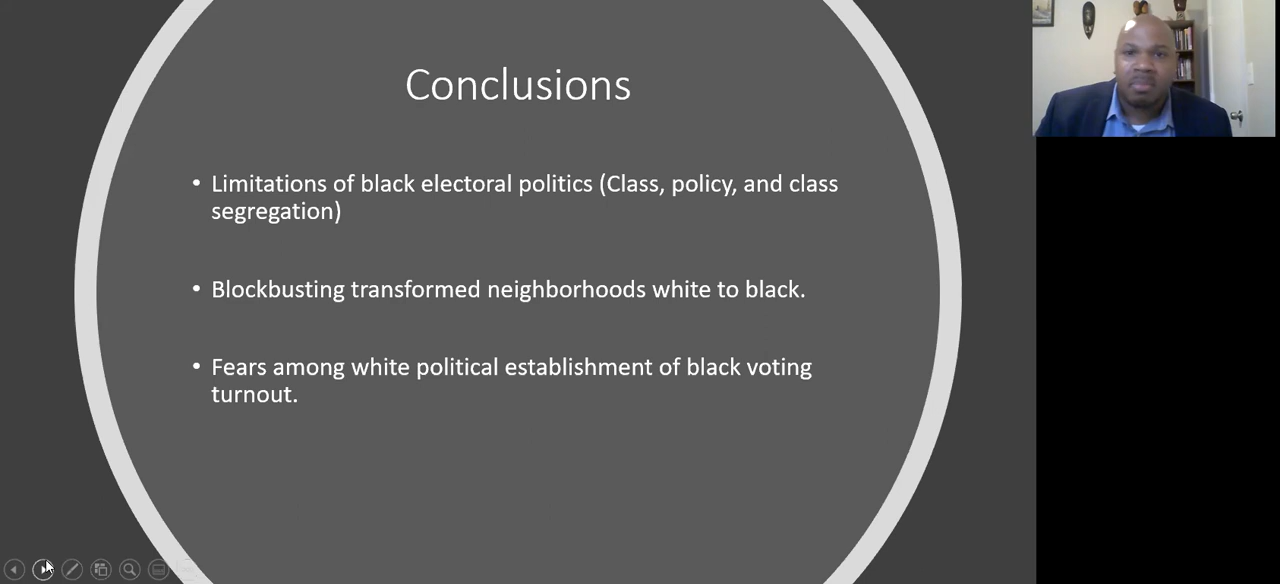 Conclusions
• Limitations of black electoral politics (Class, policy, and class
segregation)
• Blockbusting transformed neighborhoods white to black.
• Fears among white political establishment of black voting
turnout.